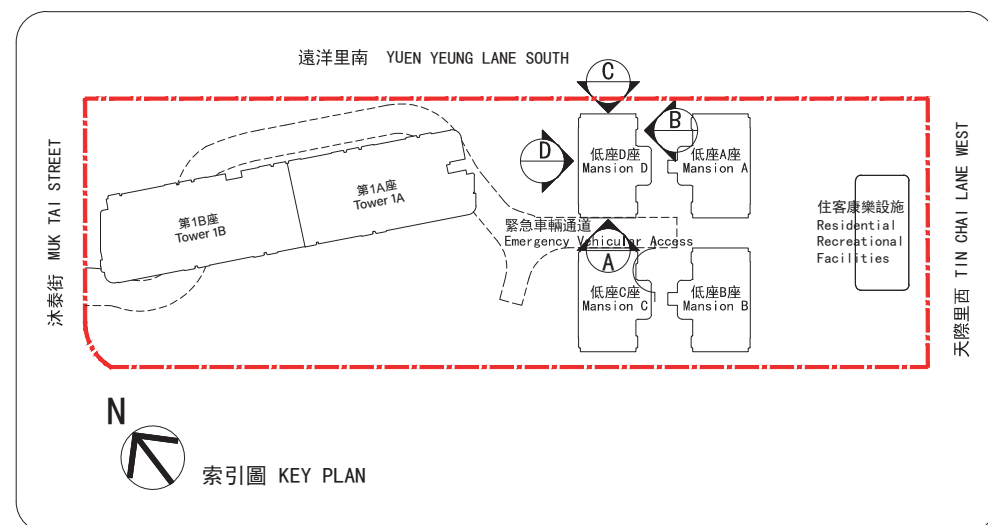 遠洋里南 YUEN YEUNG LANE SOUTH
C
B
D
低座D座
Mansion D
低座A座
Mansion A
沐泰街 MUK TAI STREET
第1B座
Tower 1B
第1A座
Tower 1A
緊急車輛通道
Emergency Vehicular Access
A
低座C座
Mansion C
低座B座
Mansion B
住客康樂設施
Residential
Recreational
Facilities
天際里西 TIN CHAI LANE WEST
N
索引圖 KEY PLAN